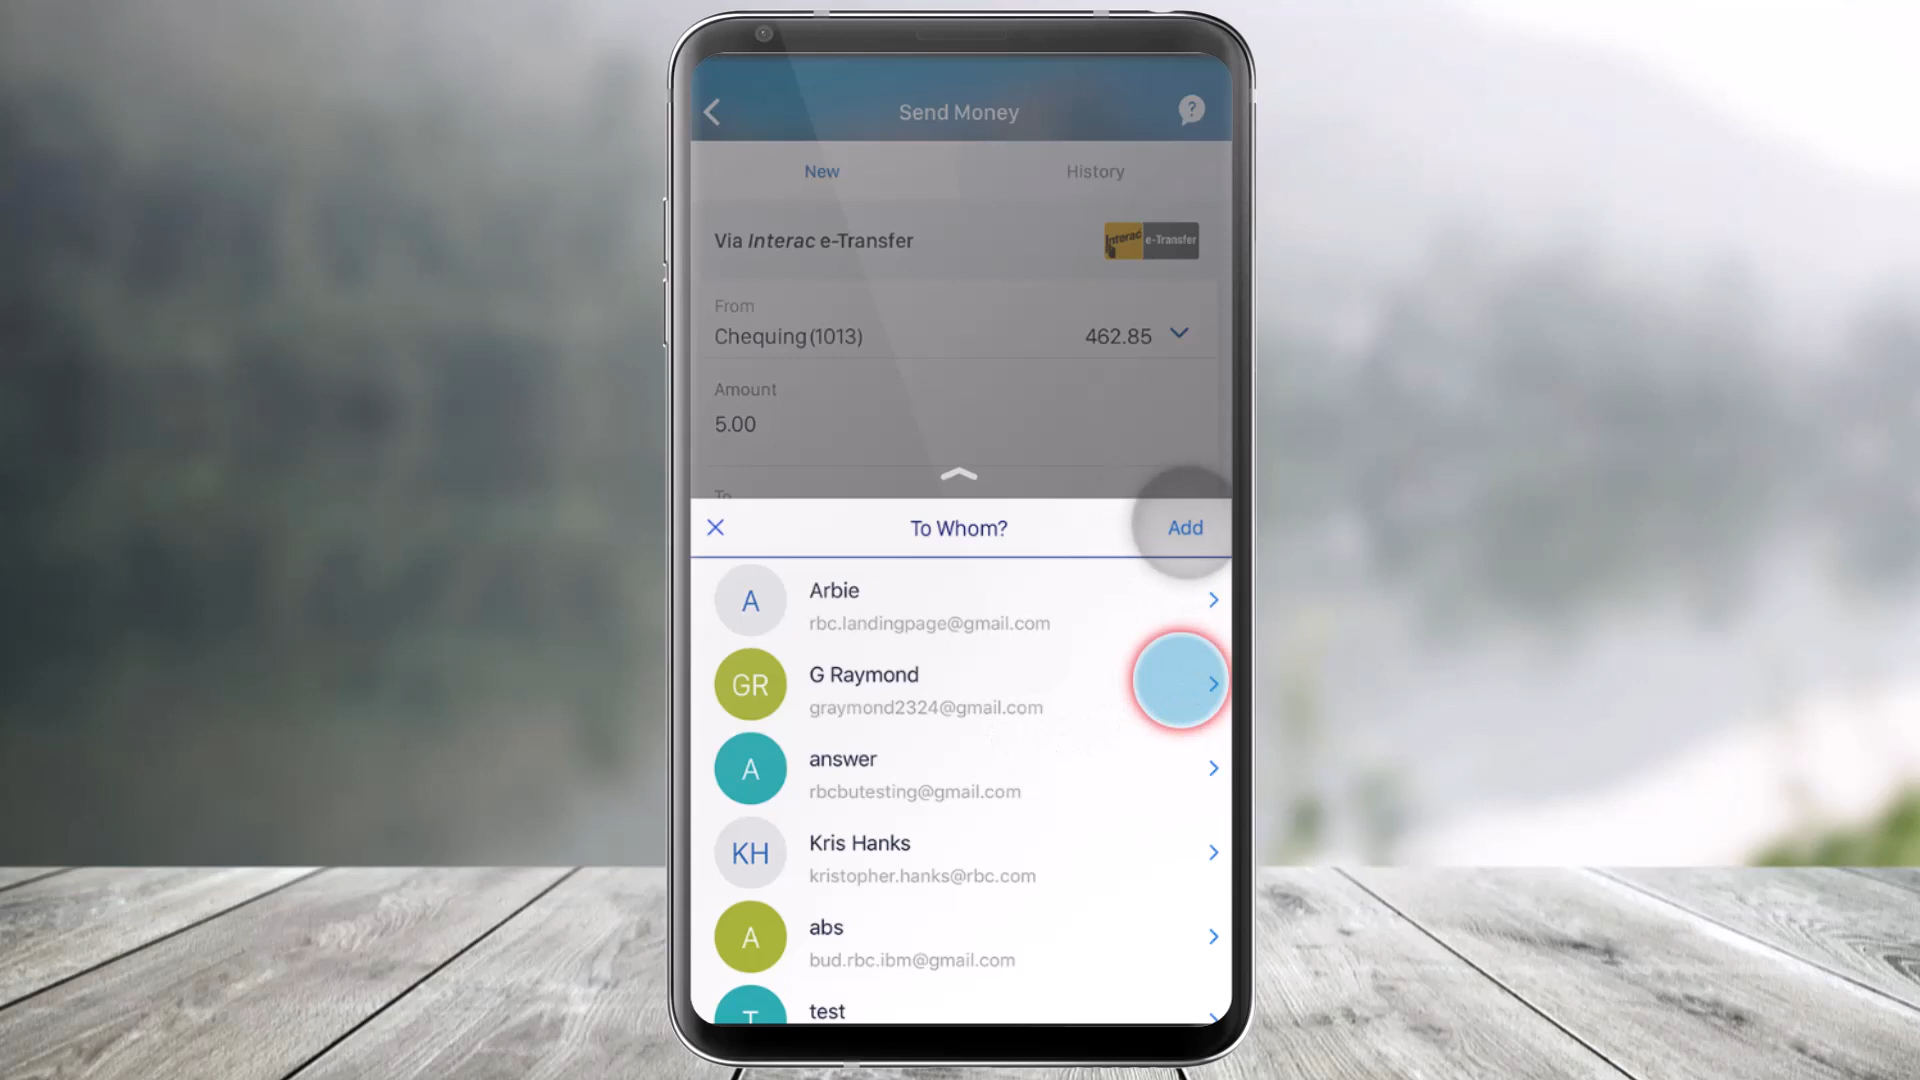 Send Money
?
New History
Via Interac e-Transfer
Interac e-Transfer
From
Chequing(1013) 462.85
Amount
5.00
To
To Whom? Add
A Arbie
rbc.landingpage@gmail.com
GR G Raymond
graymond2324@gmail.com
A answer
rbcbutesting@gmail.com
KH Kris Hanks
kristopher.hanks@rbc.com
A abs
bud.rbc.ibm@gmail.com
T test